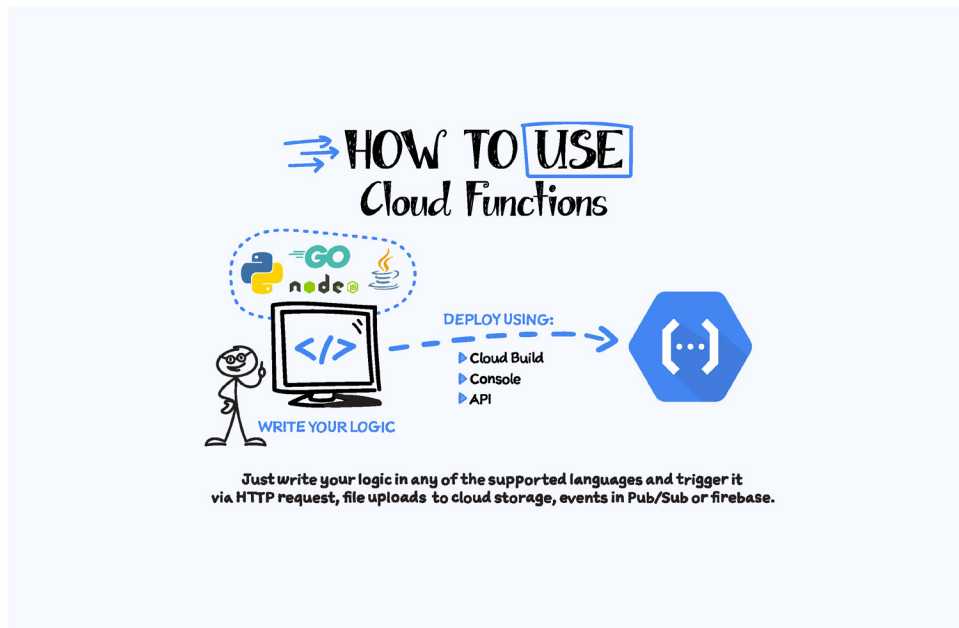 HOW TO USE
Cloud Functions
GO
node JS
</>
DEPLOY USING:
Cloud Build
Console
API
WRITE YOUR LOGIC
Just write your logic in any of the supported languages and trigger it
via HTTP request, file uploads to cloud storage, events in Pub/Sub or firebase.